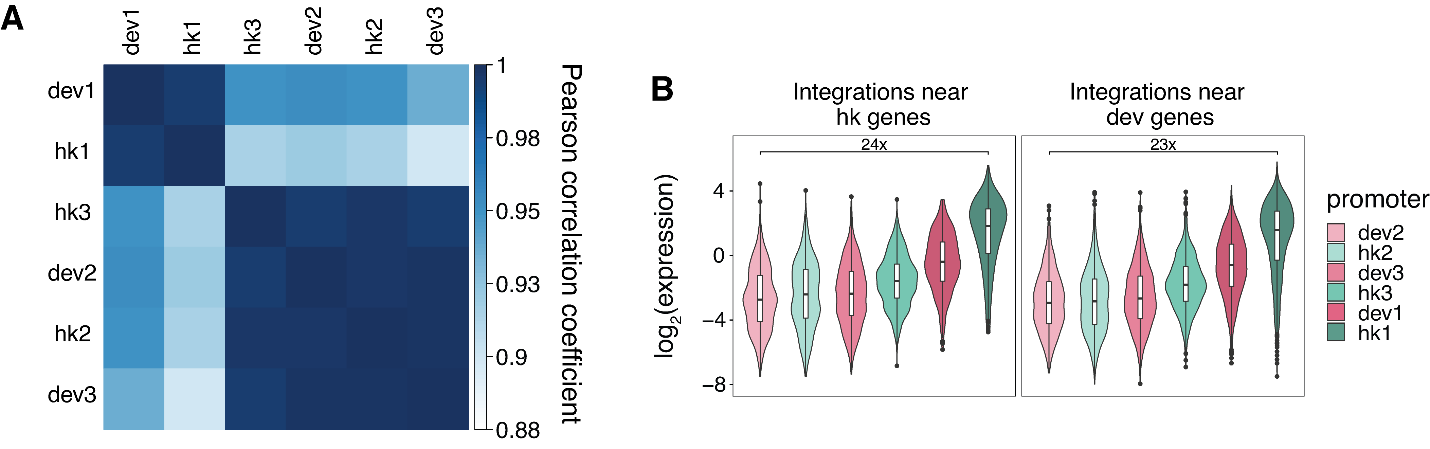 A
dev1
hk1
hk3
dev2
hk2
dev3
dev1
hk1
hk3
dev2
hk2
dev3
1
0.98
0.95
0.93
0.9
0.88
Pearson correlation coefficient
B
Integrations near
hk genes
Integrations near
dev genes
24x
23x
log2(expression)
4
0
−4
−8
promoter
dev2
hk2
dev3
hk3
dev1
hk1